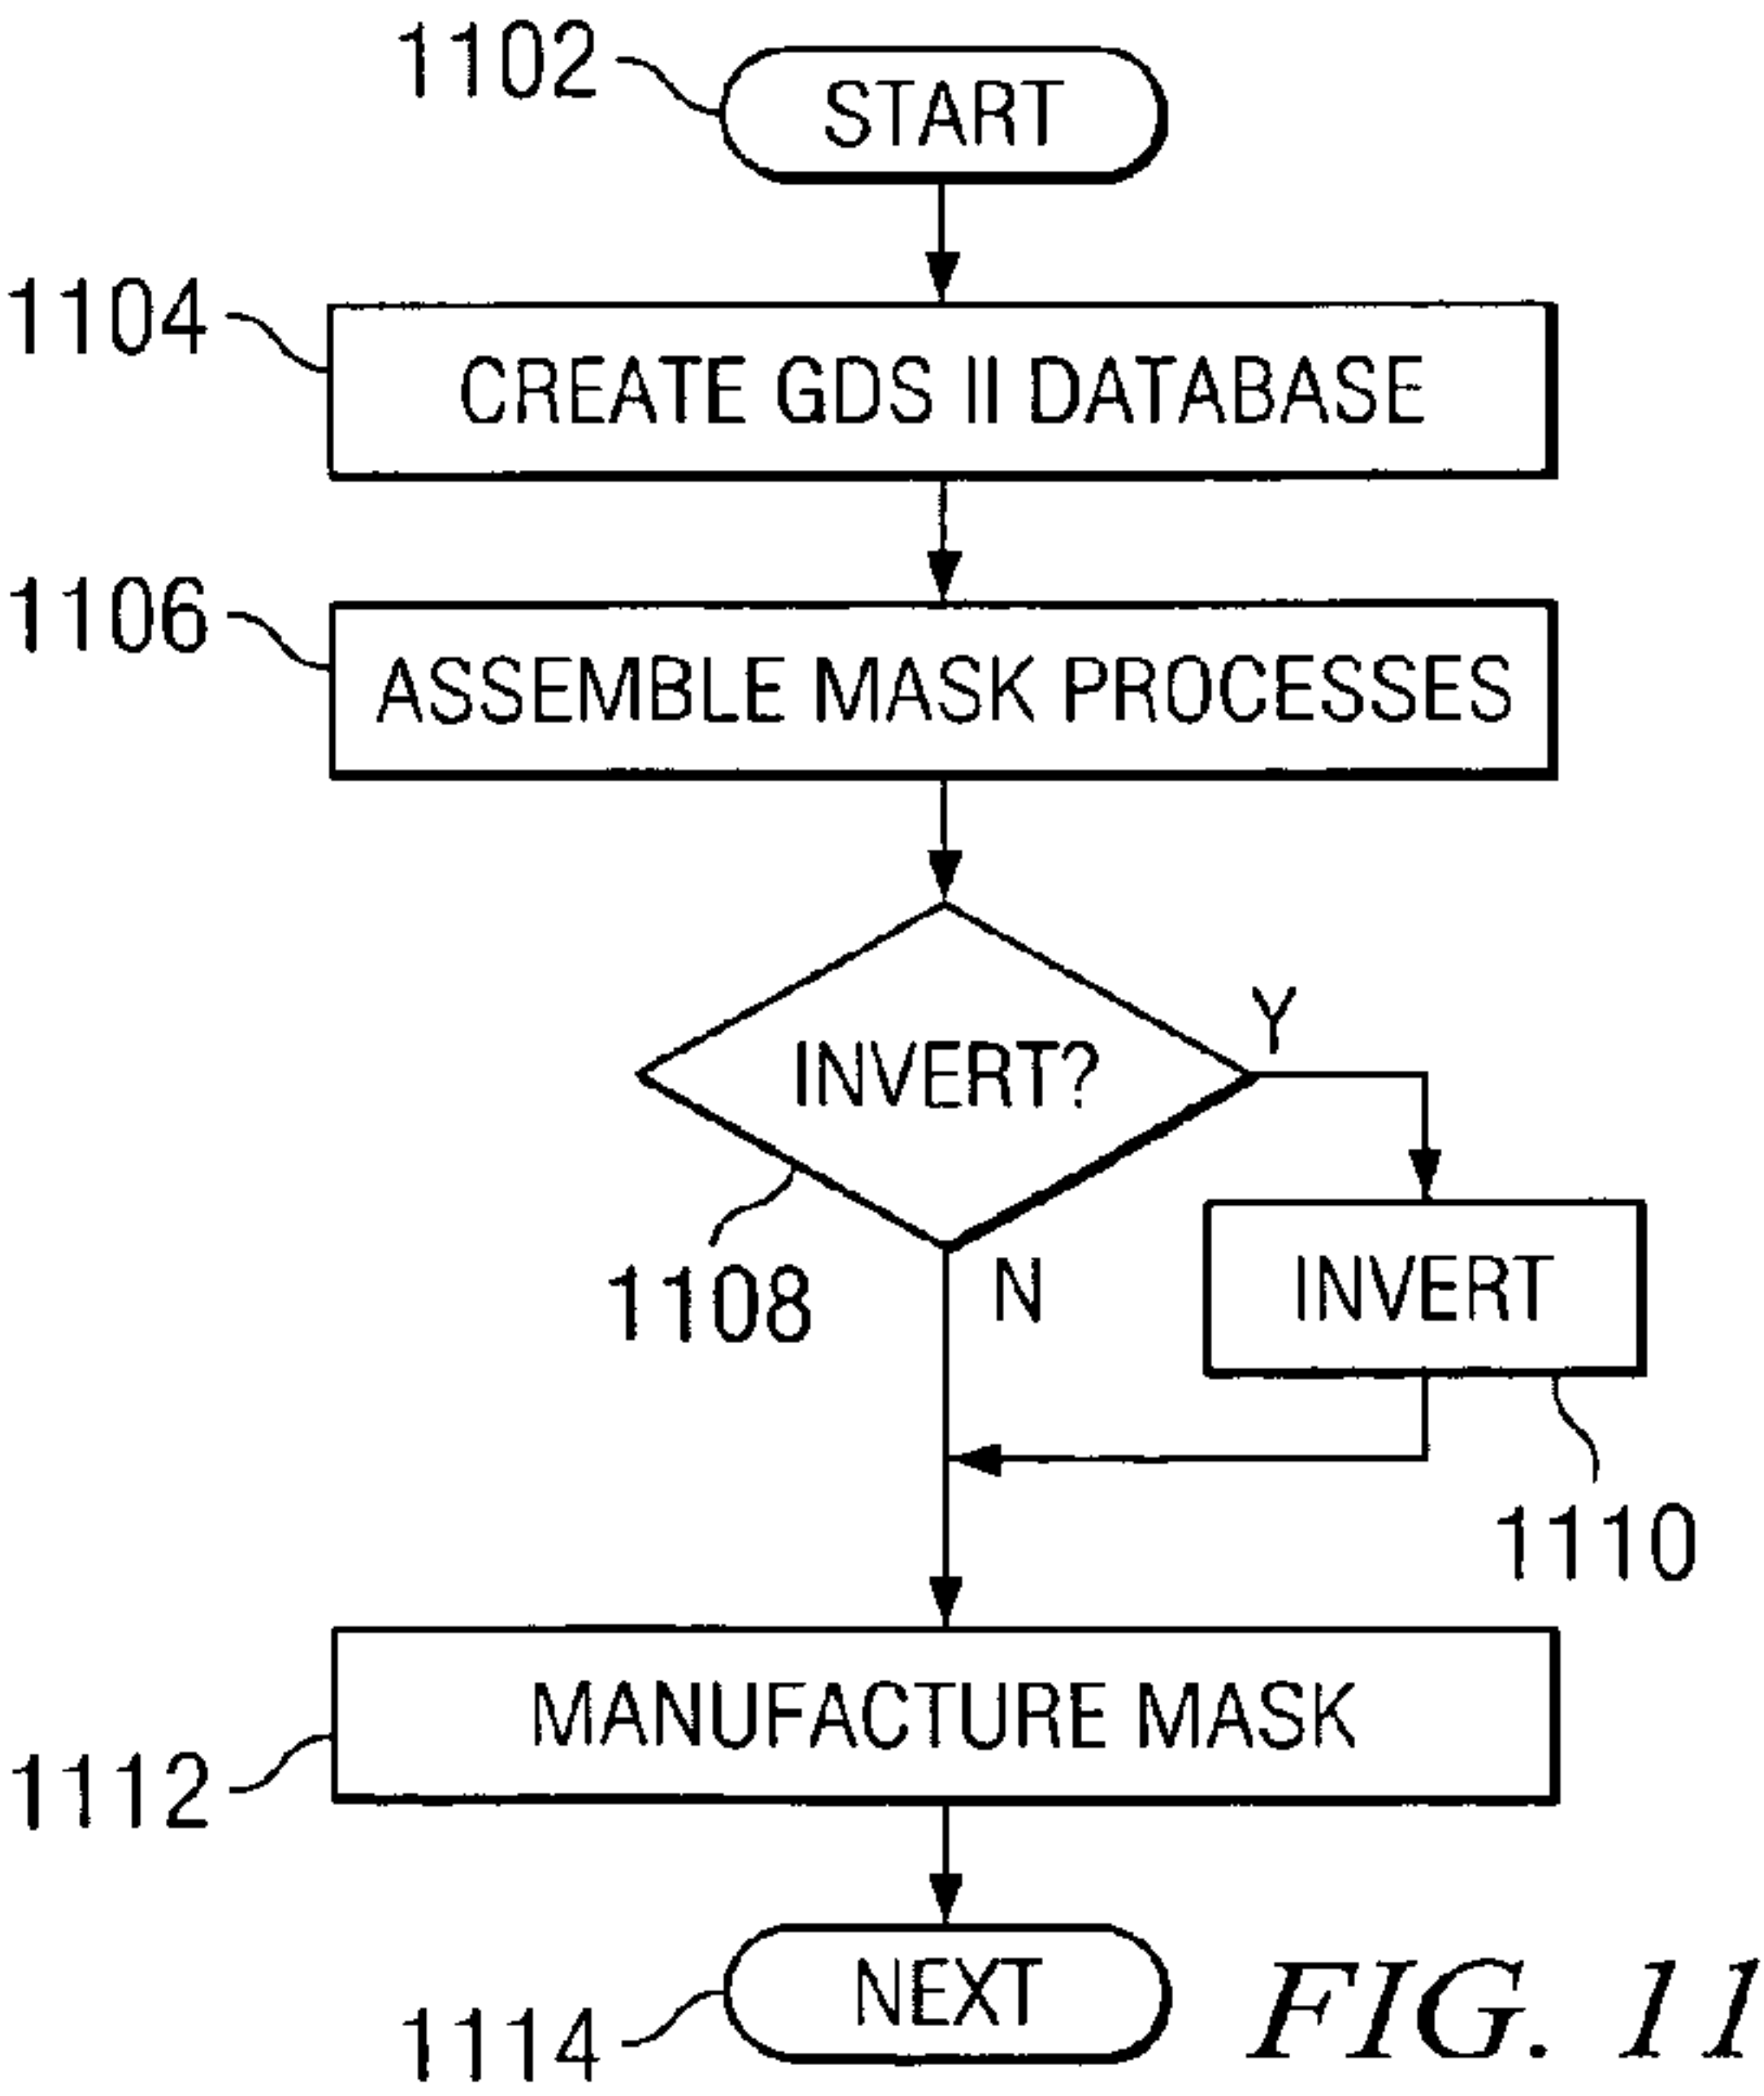 1102
START
1104
CREATE GDS II DATABASE
1106
ASSEMBLE MASK PROCESSES
INVERT?
Y
1108
N
INVERT
1110
MANUFACTURE MASK
1112
NEXT
1114
FIG. 11